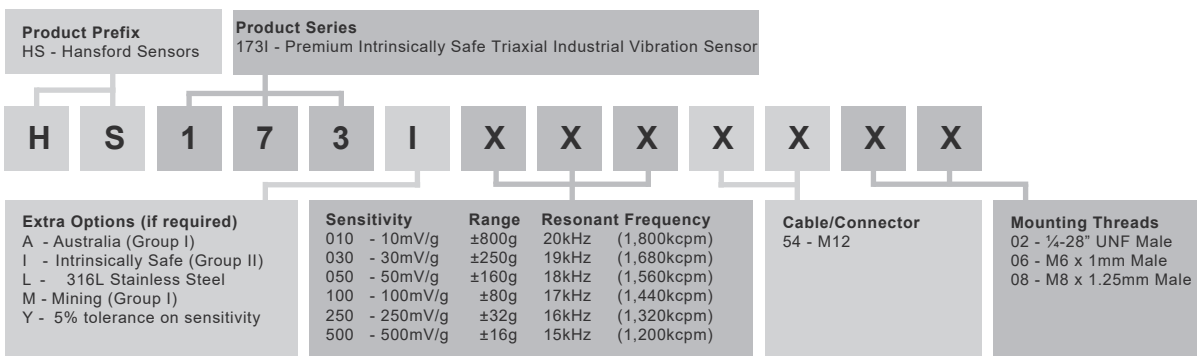 Product Prefix
HS - Hansford Sensors
Product Series
173I - Premium Intrinsically Safe Triaxial Industrial Vibration Sensor
H S 1 7 3 I X X X X X X X
Extra Options (if required)
A - Australia (Group I)
I - Intrinsically Safe (Group II)
L - 316L Stainless Steel
M - Mining (Group I)
Y - 5% tolerance on sensitivity
Sensitivity Range Resonant Frequency
010 - 10mV/g ±800g 20kHz (1,800kcpm)
030 - 30mV/g ±250g 19kHz (1,680kcpm)
050 - 50mV/g ±160g 18kHz (1,560kcpm)
100 - 100mV/g ±80g 17kHz (1,440kcpm)
250 - 250mV/g ±32g 16kHz (1,320kcpm)
500 - 500mV/g ±16g 15kHz (1,200kcpm)
Cable/Connector
54 - M12
Mounting Threads
02 - ¼-28" UNF Male
06 - M6 x 1mm Male
08 - M8 x 1.25mm Male